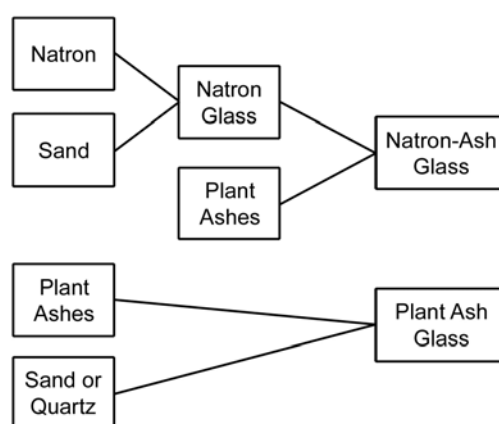 Natron
Sand
Natron
Glass
Plant
Ashes
Natron-Ash
Glass
Plant
Ashes
Sand or
Quartz
Plant Ash
Glass